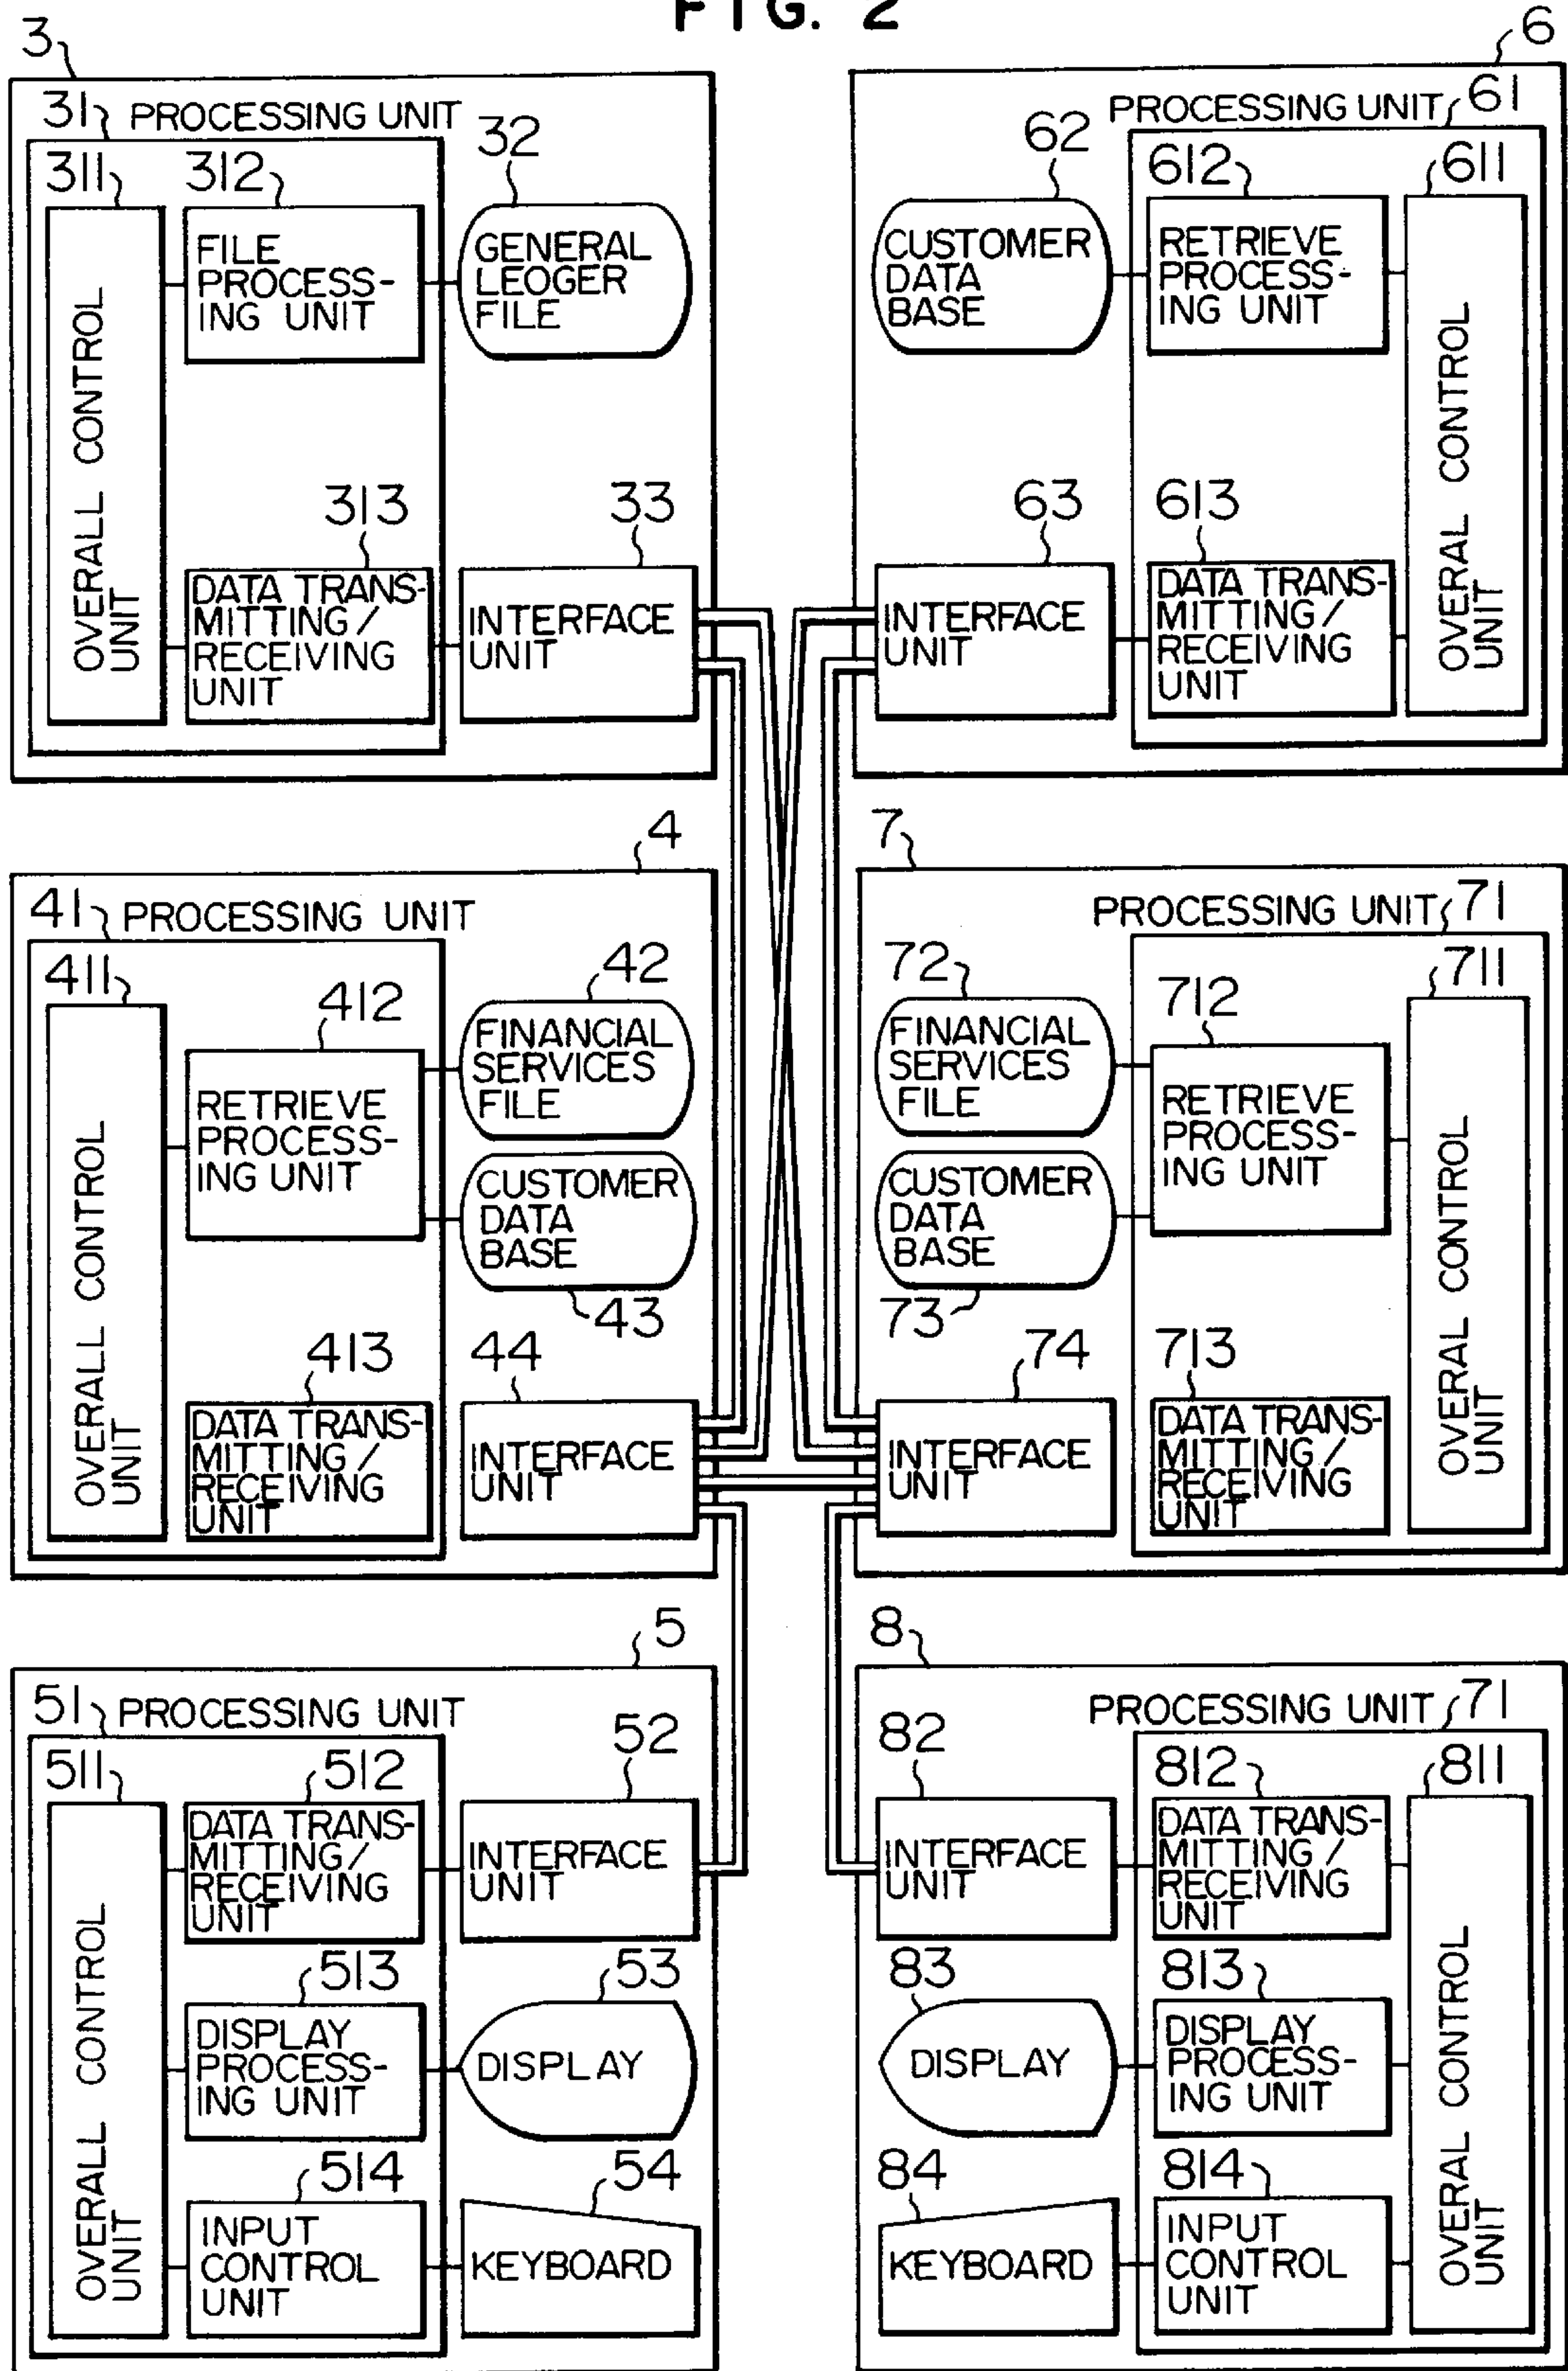 FIG. 2
3
31 PROCESSING UNIT
32
311
312
OVERALL CONTROL
UNIT
FILE
PROCESS-
ING UNIT
GENERAL
LEOGER
FILE
313
33
DATA TRANS-
MITTING/
RECEIVING
UNIT
INTERFACE
UNIT
6
PROCESSING UNIT 61
62
612
611
CUSTOMER
DATA
BASE
RETRIEVE
PROCESS-
ING UNIT
OVERALL CONTROL
UNIT
63
613
INTERFACE
UNIT
DATA TRANS-
MITTING/
RECEIVING
UNIT
4
41 PROCESSING UNIT
411
412
42
OVERALL CONTROL
UNIT
RETRIEVE
PROCESS-
ING UNIT
FINANCIAL
SERVICES
FILE
CUSTOMER
DATA
BASE
43
413
44
DATA TRANS-
MITTING/
RECEIVING
UNIT
INTERFACE
UNIT
7
PROCESSING UNIT 71
72
712
711
FINANCIAL
SERVICES
FILE
RETRIEVE
PROCESS-
ING UNIT
OVERALL CONTROL
UNIT
CUSTOMER
DATA
BASE
73
74
713
INTERFACE
UNIT
DATA TRANS-
MITTING/
RECEIVING
UNIT
5
51 PROCESSING UNIT
511
512
52
OVERALL CONTROL
UNIT
DATA TRANS-
MITTING/
RECEIVING
UNIT
INTERFACE
UNIT
513
53
DISPLAY
PROCESS-
ING UNIT
DISPLAY
514
54
INPUT
CONTROL
UNIT
KEYBOARD
8
PROCESSING UNIT 71
82
812
811
INTERFACE
UNIT
DATA TRANS-
MITTING/
RECEIVING
UNIT
OVERALL CONTROL
UNIT
83
813
DISPLAY
DISPLAY
PROCESS-
ING UNIT
84
814
KEYBOARD
INPUT
CONTROL
UNIT